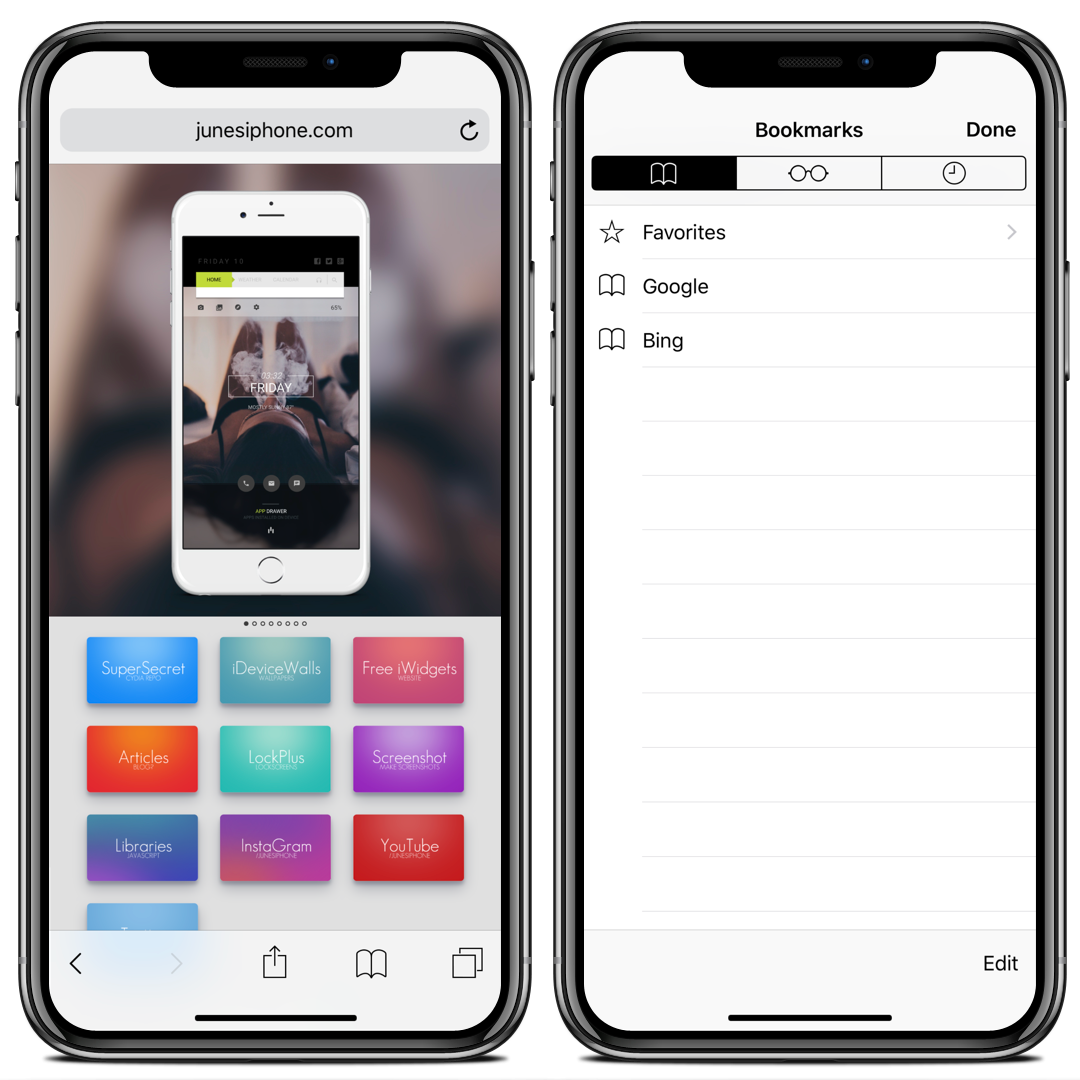 junesiphone.com
FRIDAY 10
HOME
WEATHER
CALENDAR
65%
03:32
FRIDAY
APP DRAWER
SuperSecret
CYDIA REPO
iDeviceWalls
WALLPAPERS
Free iWidgets
WEBSITE
Articles
BLOG?
LockPlus
LOCKSCREENS
Screenshot
MAKE SCREENSHOTS
Libraries
JAVASCRIPT
InstaGram
/JUNESIPHONE
YouTube
/JUNESIPHONE
Bookmarks
Done
Favorites
Google
Bing
Edit